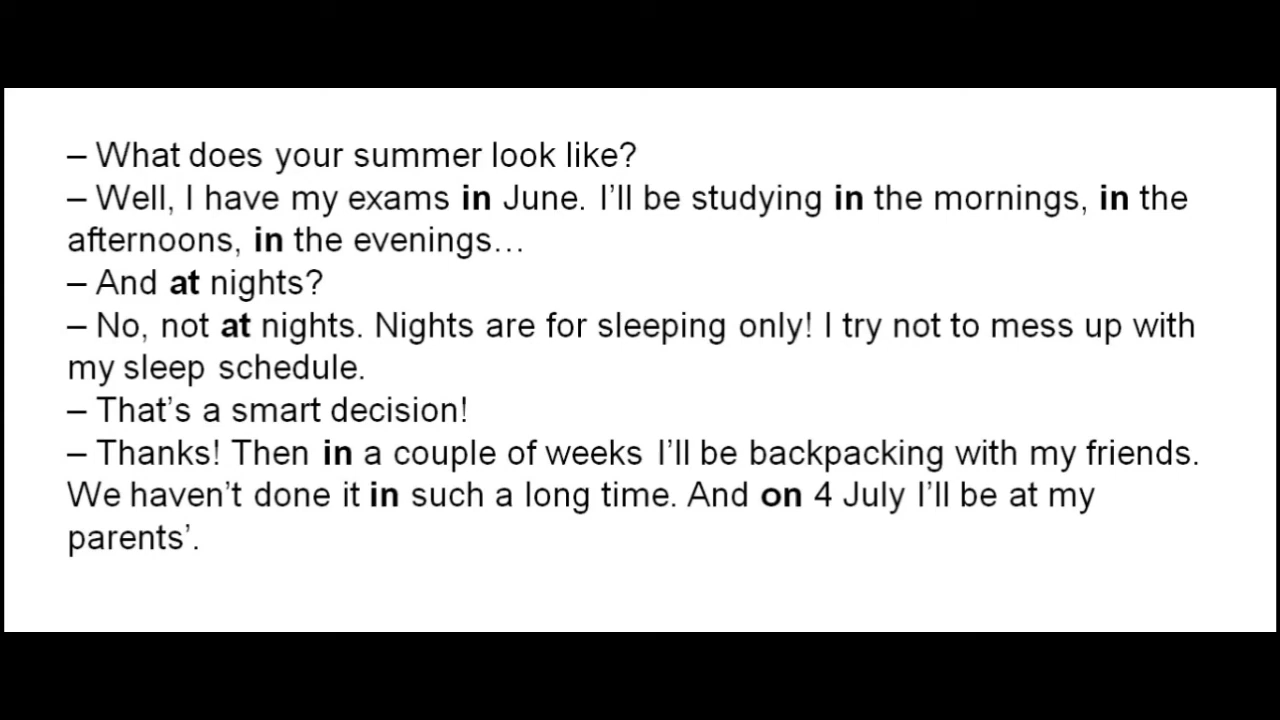 – What does your summer look like?
– Well, I have my exams in June. I’ll be studying in the mornings, in the
afternoons, in the evenings…
– And at nights?
– No, not at nights. Nights are for sleeping only! I try not to mess up with
my sleep schedule.
– That’s a smart decision!
– Thanks! Then in a couple of weeks I’ll be backpacking with my friends.
We haven’t done it in such a long time. And on 4 July I’ll be at my
parents’.